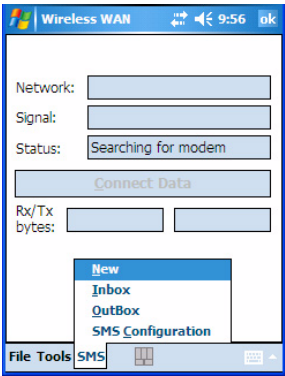 Wireless WAN 9:56 ok
Network:
Signal:
Status: Searching for modem
Connect Data
Rx/Tx
bytes:
New
Inbox
OutBox
SMS Configuration
File Tools SMS